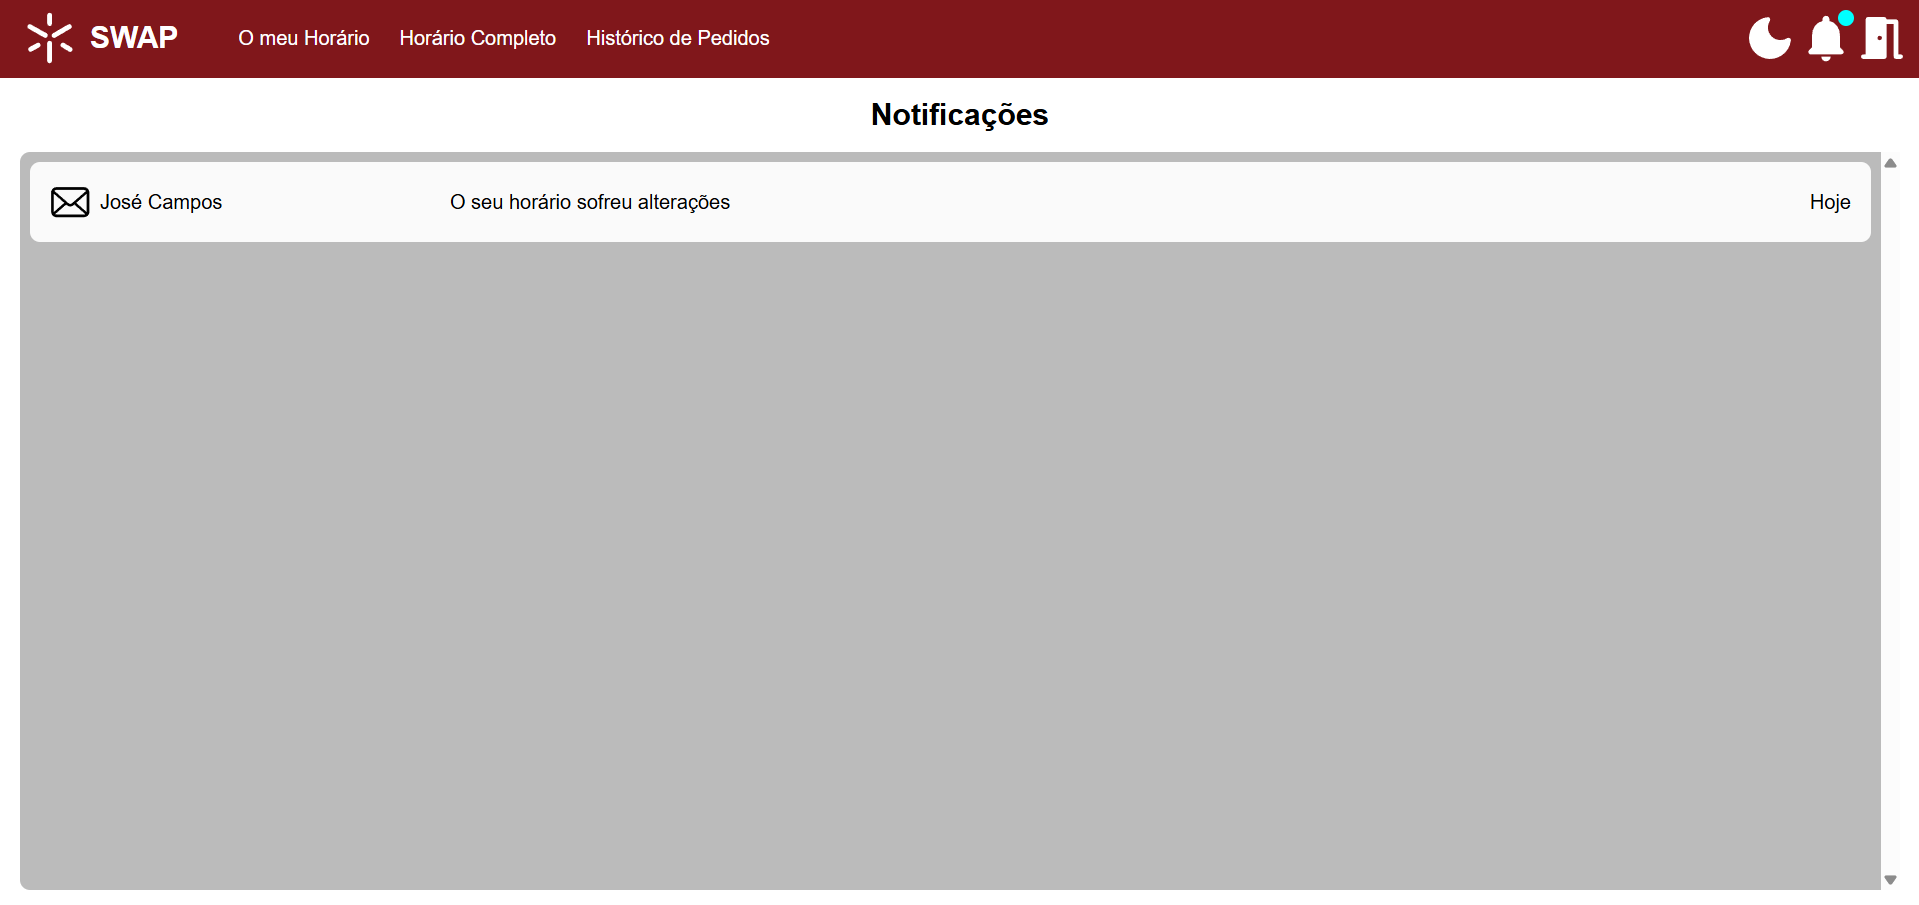 SWAP O meu Horário Horário Completo Histórico de Pedidos
Notificações
José Campos O seu horário sofreu alterações Hoje